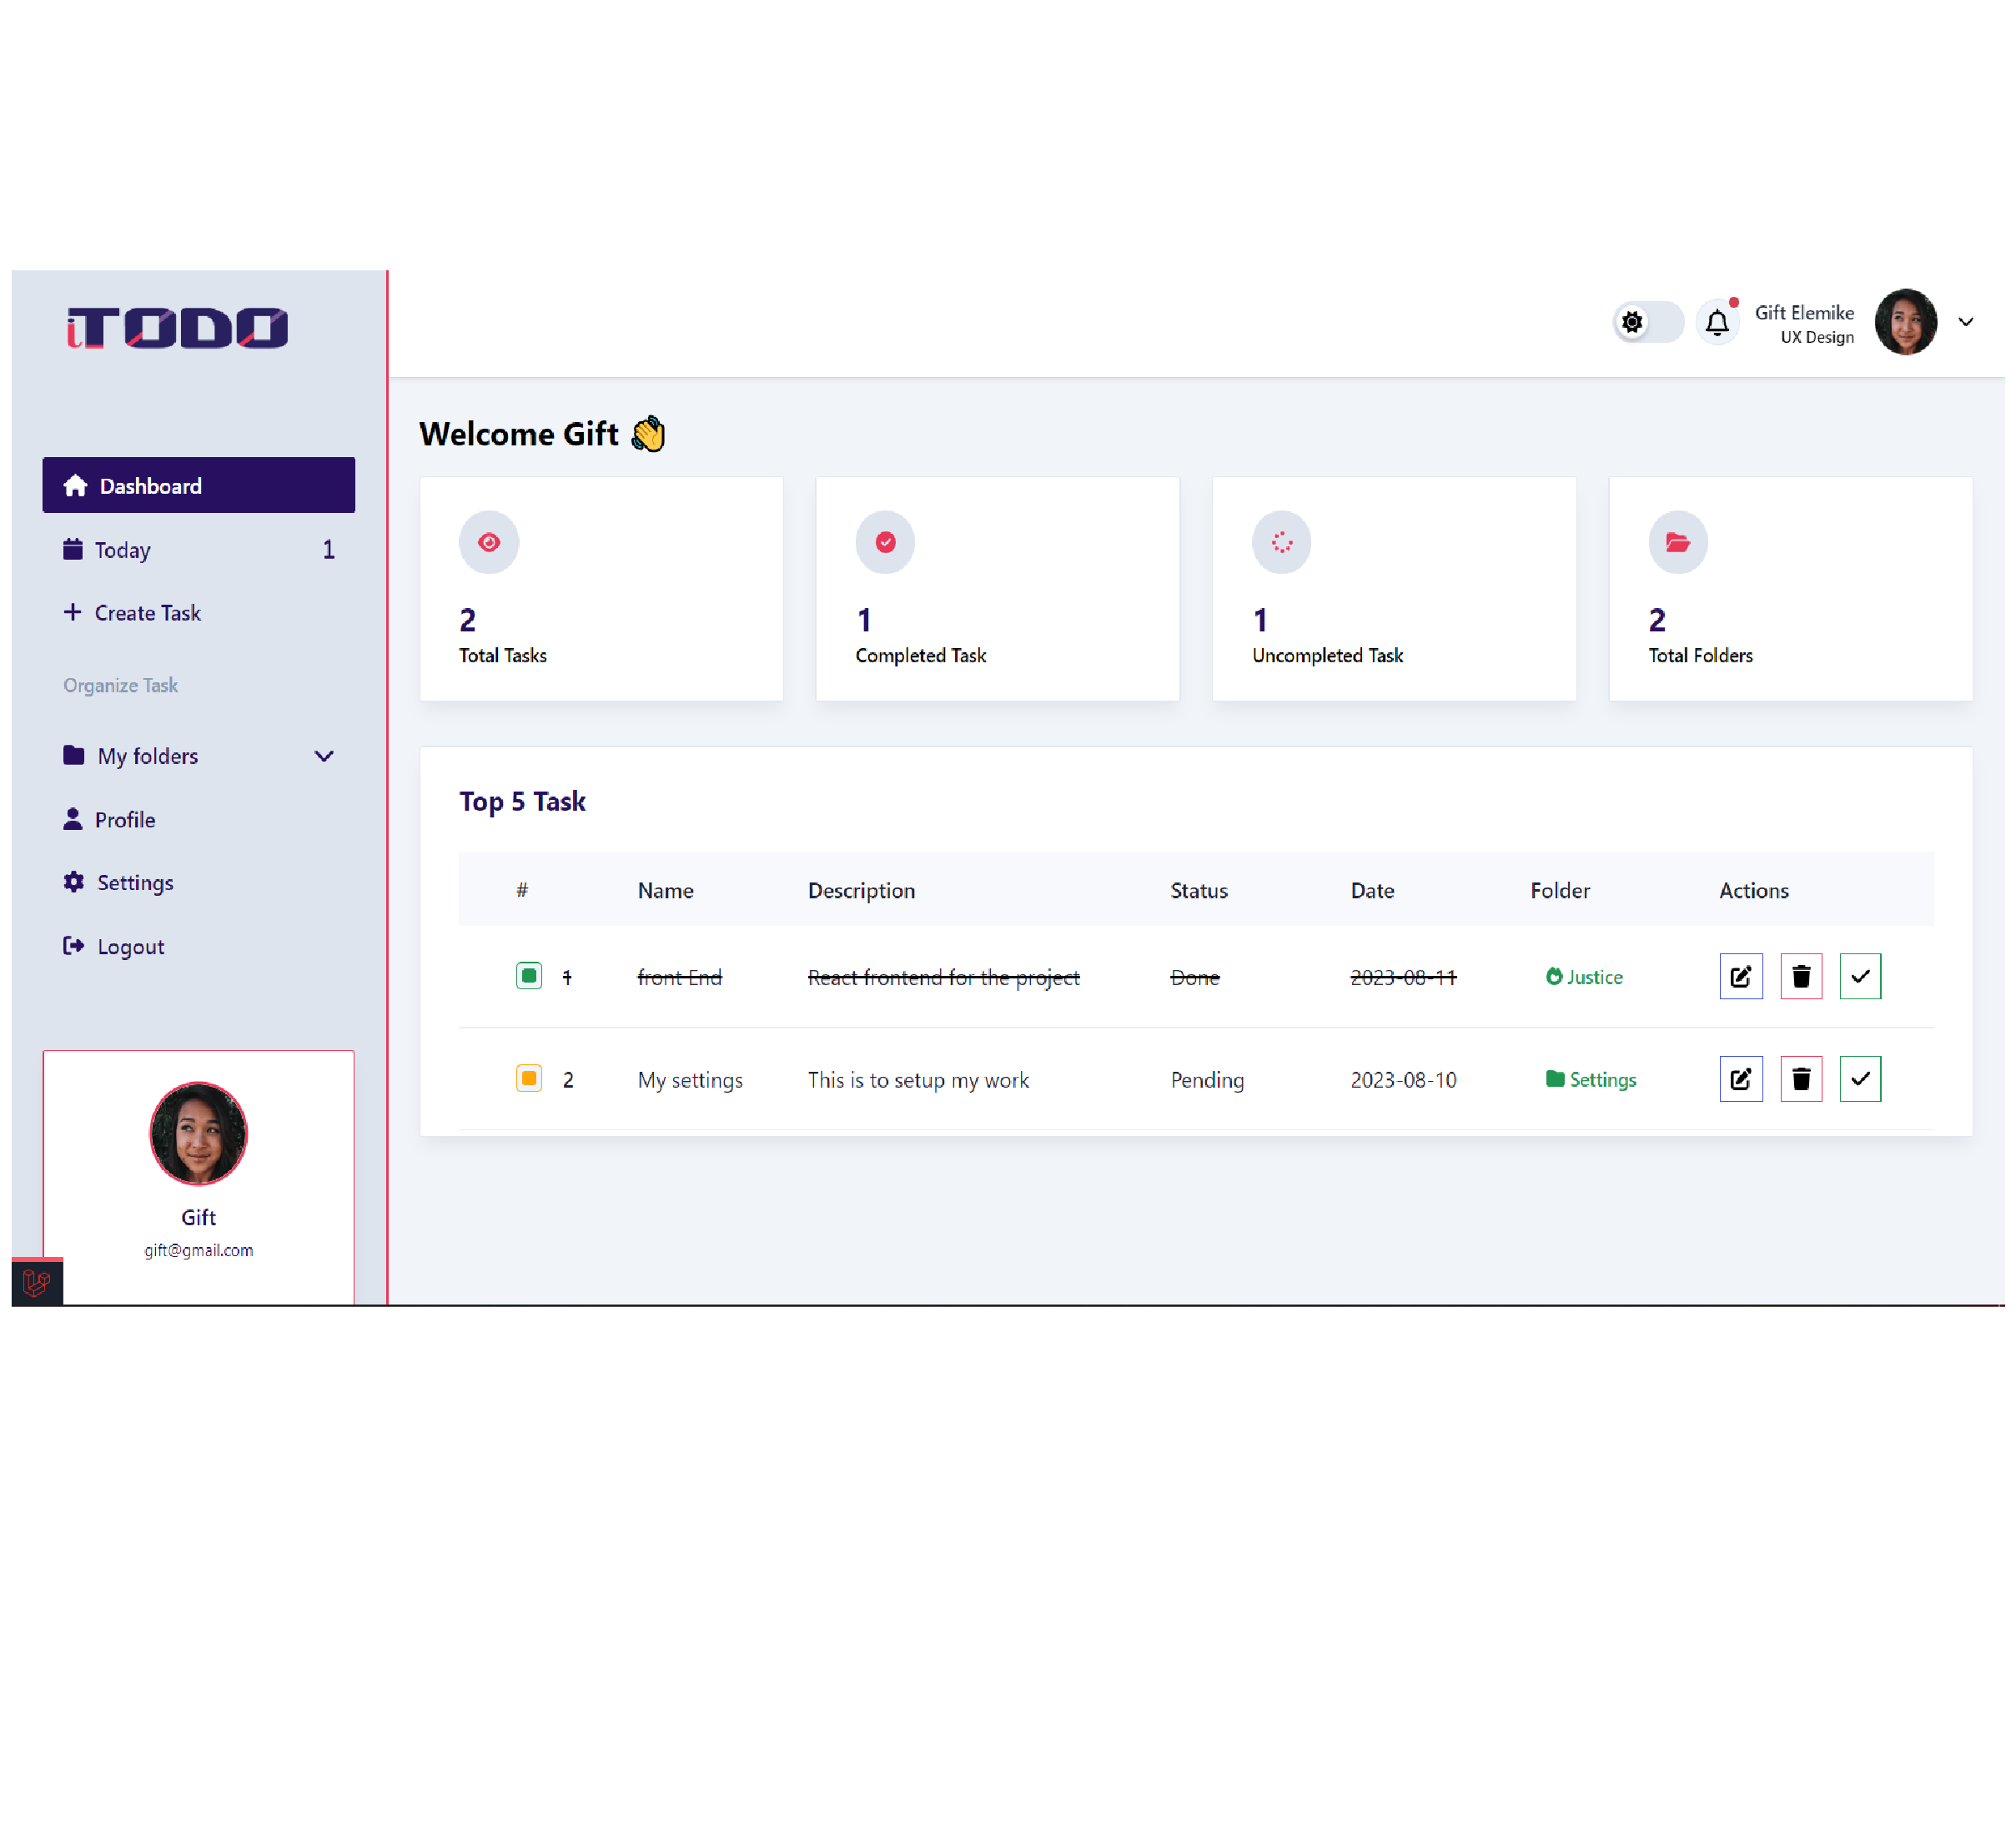 iTODO
Gift Elemike
UX Design
Welcome Gift 👏
Dashboard
Today 1
Create Task
Organize Task
My folders
Profile
Settings
Logout
2
Total Tasks
1
Completed Task
1
Uncompleted Task
2
Total Folders
Top 5 Task
# Name Description Status Date Folder Actions
1 front End React frontend for the project Done 2023-08-11 Justice
2 My settings This is to setup my work Pending 2023-08-10 Settings
Gift
gift@gmail.com